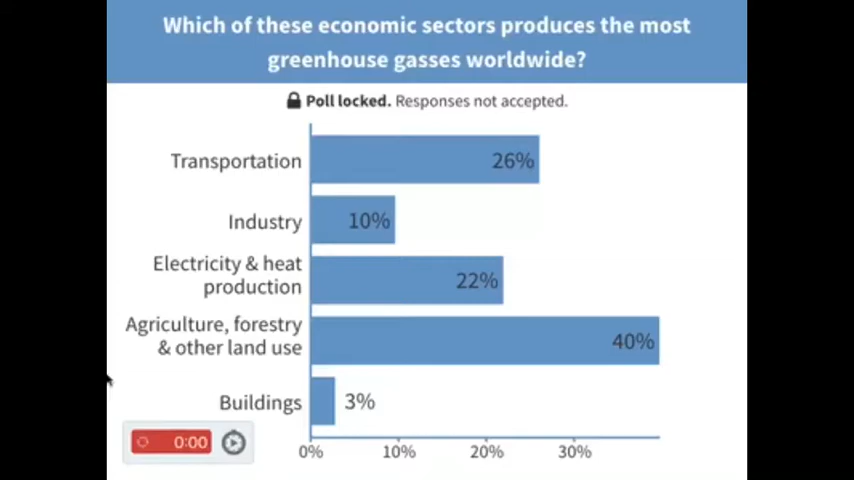 Which of these economic sectors produces the most
greenhouse gasses worldwide?
Poll locked. Responses not accepted.
Transportation 26%
Industry 10%
Electricity & heat
production 22%
Agriculture, forestry
& other land use 40%
Buildings 3%
0:00
0% 10% 20% 30%